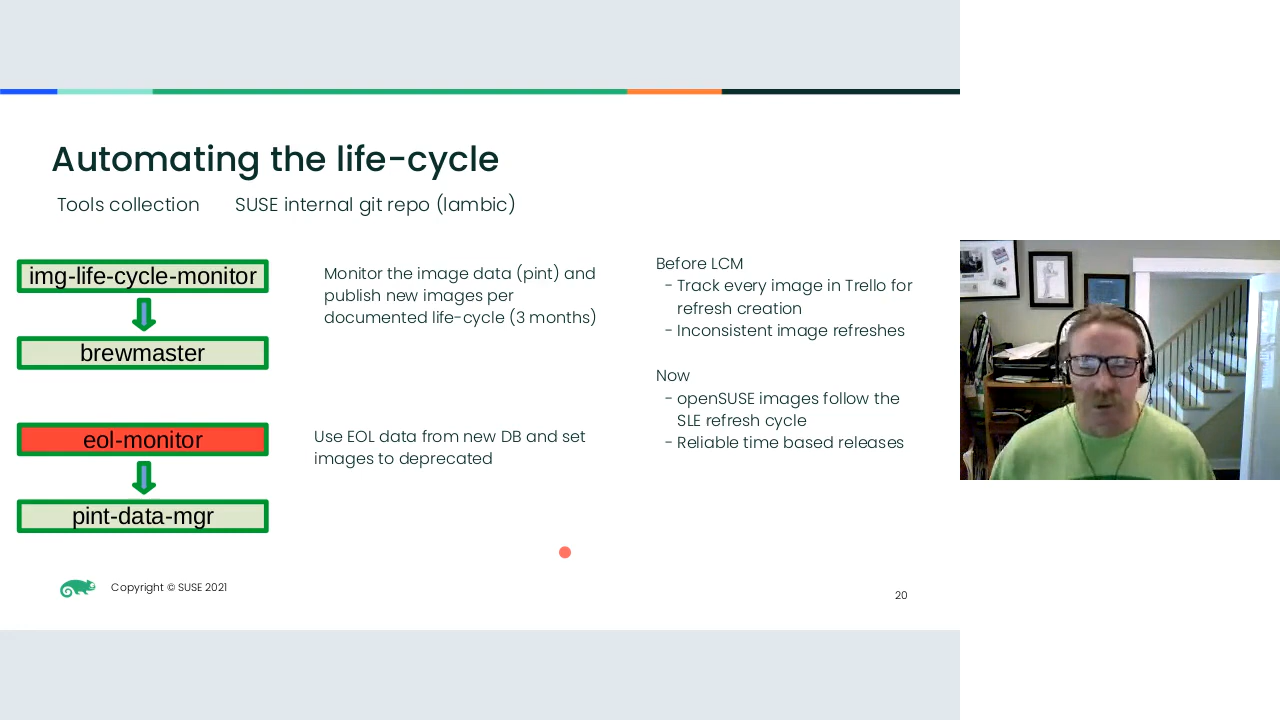 Automating the life-cycle
Tools collection SUSE internal git repo (lambic)
img-life-cycle-monitor
brewmaster
Monitor the image data (pint) and
publish new images per
documented life-cycle (3 months)
eol-monitor
pint-data-mgr
Use EOL data from new DB and set
images to deprecated
Before LCM
- Track every image in Trello for
refresh creation
- Inconsistent image refreshes
Now
- openSUSE images follow the
SLE refresh cycle
- Reliable time based releases
Copyright © SUSE 2021
20